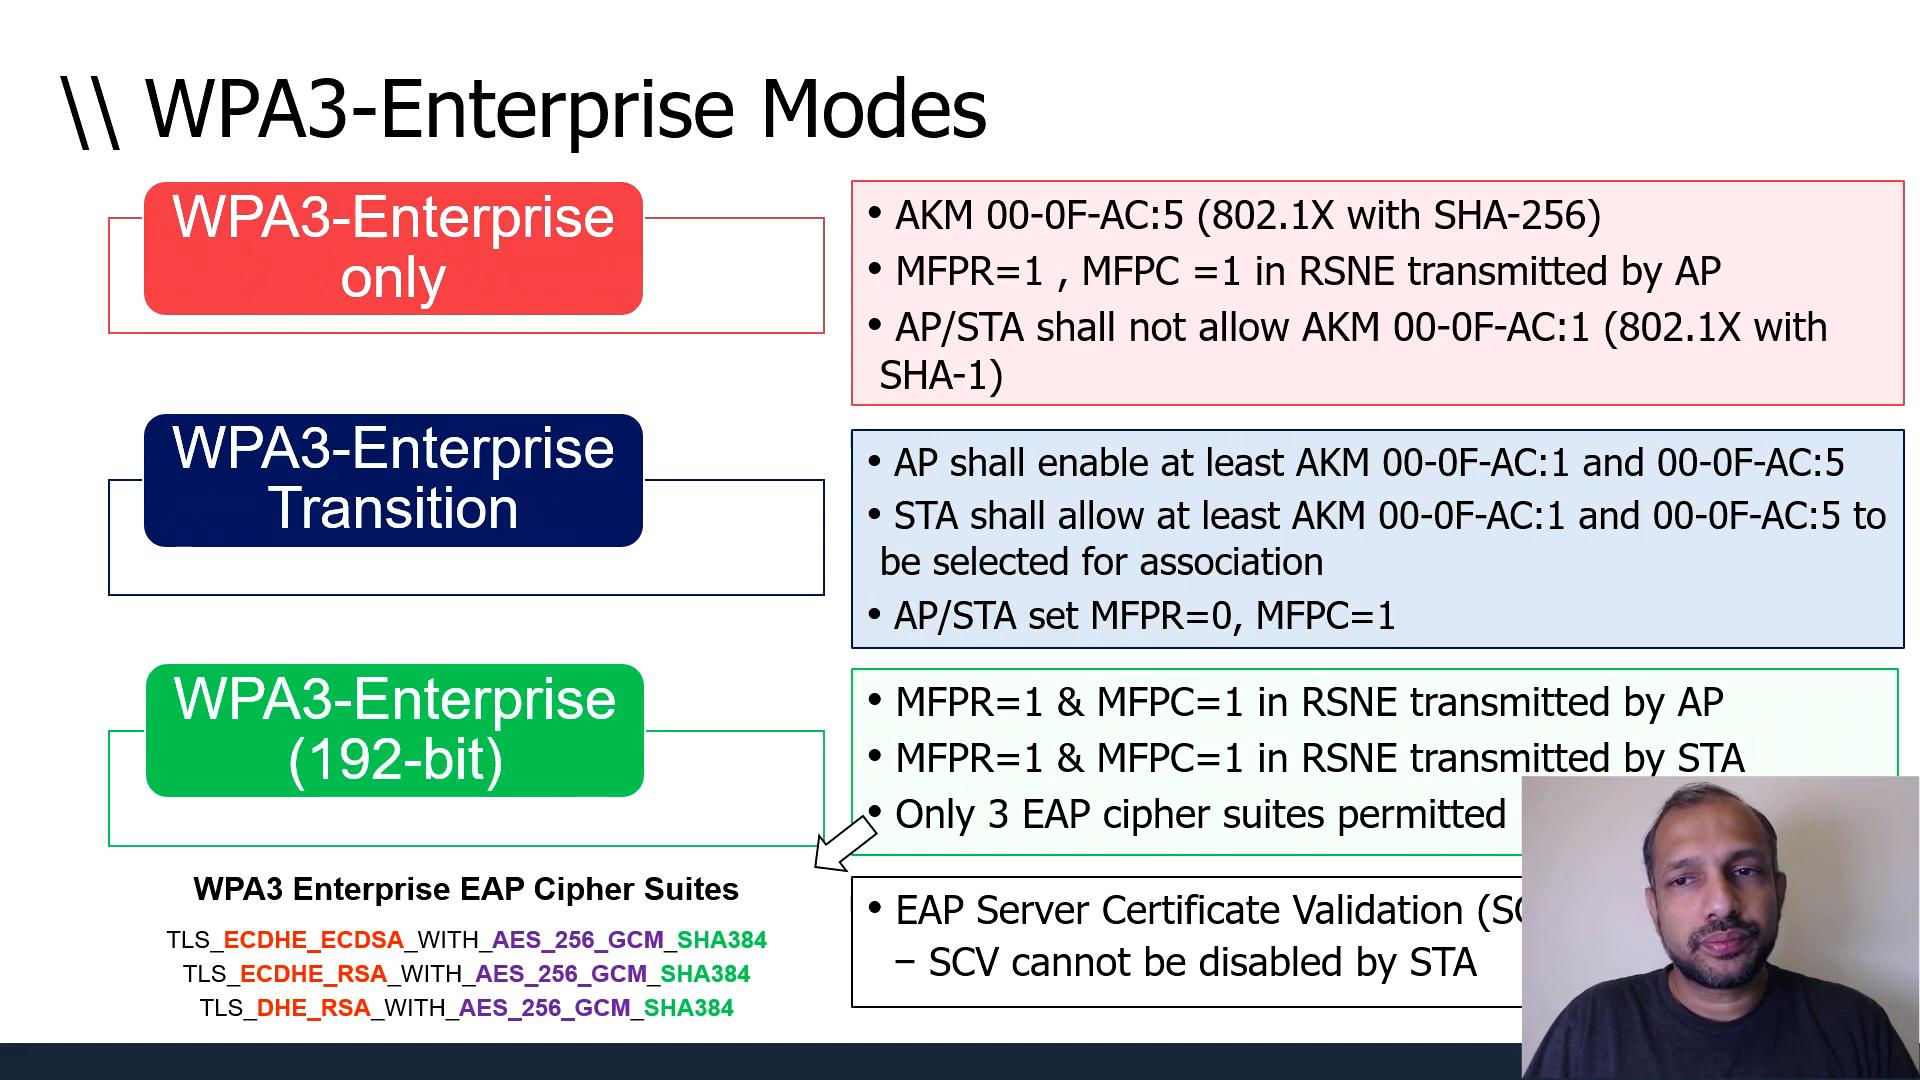 \\ WPA3-Enterprise Modes
WPA3-Enterprise
only
• AKM 00-0F-AC:5 (802.1X with SHA-256)
• MFPR=1 , MFPC =1 in RSNE transmitted by AP
• AP/STA shall not allow AKM 00-0F-AC:1 (802.1X with
SHA-1)
WPA3-Enterprise
Transition
• AP shall enable at least AKM 00-0F-AC:1 and 00-0F-AC:5
• STA shall allow at least AKM 00-0F-AC:1 and 00-0F-AC:5 to
be selected for association
• AP/STA set MFPR=0, MFPC=1
WPA3-Enterprise
(192-bit)
• MFPR=1 & MFPC=1 in RSNE transmitted by AP
• MFPR=1 & MFPC=1 in RSNE transmitted by STA
• Only 3 EAP cipher suites permitted
WPA3 Enterprise EAP Cipher Suites
TLS_ECDHE_ECDSA_WITH_AES_256_GCM_SHA384
TLS_ECDHE_RSA_WITH_AES_256_GCM_SHA384
TLS_DHE_RSA_WITH_AES_256_GCM_SHA384
• EAP Server Certificate Validation
– SCV cannot be disabled by STA